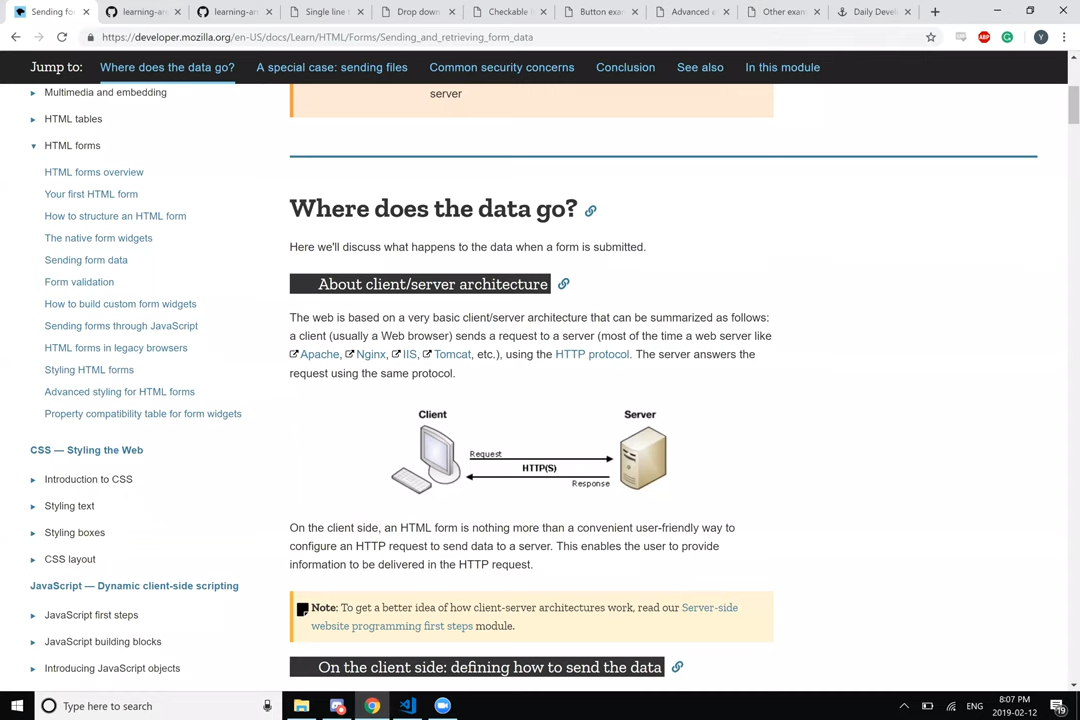 Sending fo
learning-ar
learning-ar
Single line t
Drop down
Checkable
Button exa
Advanced e
Other exam
Daily Devel
https://developer.mozilla.org/en-US/docs/Learn/HTML/Forms/Sending_and_retrieving_form_data
ABP
G
Y
Jump to: Where does the data go? A special case: sending files Common security concerns Conclusion See also In this module
Multimedia and embedding
HTML tables
HTML forms
HTML forms overview
Your first HTML form
How to structure an HTML form
The native form widgets
Sending form data
Form validation
How to build custom form widgets
Sending forms through JavaScript
HTML forms in legacy browsers
Styling HTML forms
Advanced styling for HTML forms
Property compatibility table for form widgets
CSS — Styling the Web
Introduction to CSS
Styling text
Styling boxes
CSS layout
JavaScript — Dynamic client-side scripting
JavaScript first steps
JavaScript building blocks
Introducing JavaScript objects
server
Where does the data go?
Here we'll discuss what happens to the data when a form is submitted.
About client/server architecture
The web is based on a very basic client/server architecture that can be summarized as follows:
a client (usually a Web browser) sends a request to a server (most of the time a web server like
Apache, Nginx, IIS, Tomcat, etc.), using the HTTP protocol. The server answers the
request using the same protocol.
Client
Server
Request
HTTP(S)
Response
On the client side, an HTML form is nothing more than a convenient user-friendly way to
configure an HTTP request to send data to a server. This enables the user to provide
information to be delivered in the HTTP request.
Note: To get a better idea of how client-server architectures work, read our Server-side
website programming first steps module.
On the client side: defining how to send the data
Type here to search
ENG
8:07 PM
2019-02-12
19